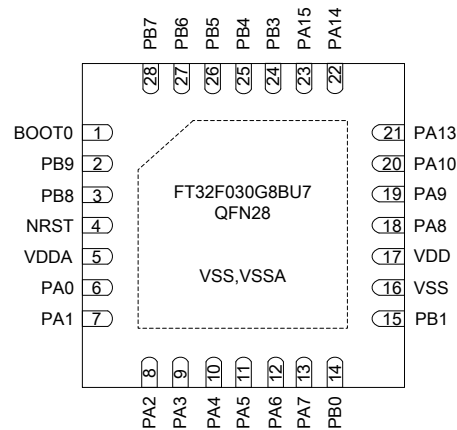 PB7 PB6 PB5 PB4 PB3 PA15 PA14
28 27 26 25 24 23 22
BOOT0 1
PB9 2
PB8 3
NRST 4
VDDA 5
PA0 6
PA1 7
FT32F030G8BU7
QFN28
VSS,VSSA
21 PA13
20 PA10
19 PA9
18 PA8
17 VDD
16 VSS
15 PB1
8 9 10 11 12 13 14
PA2 PA3 PA4 PA5 PA6 PA7 PB0